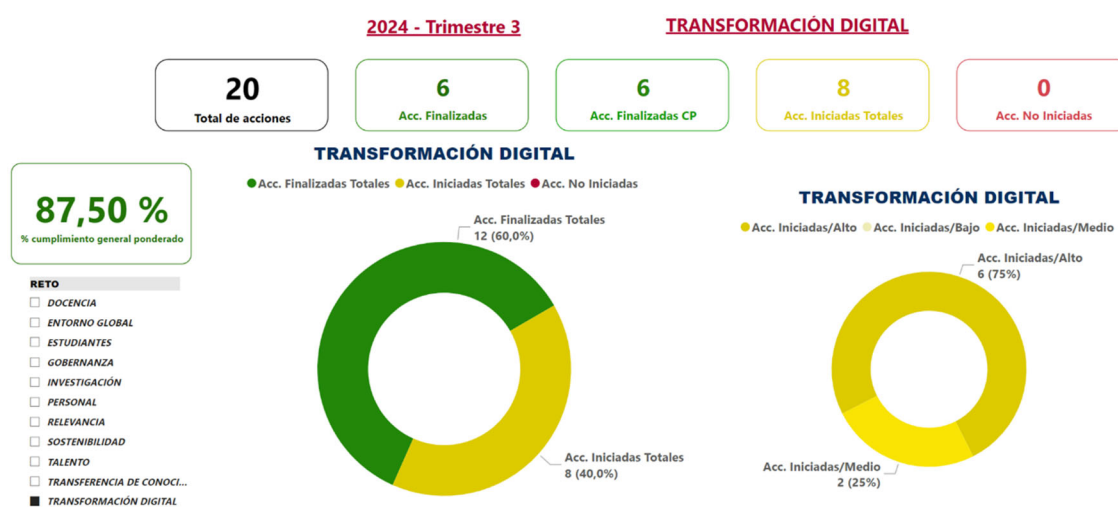 2024 - Trimestre 3
TRANSFORMACIÓN DIGITAL
20
Total de acciones
6
Acc. Finalizadas
6
Acc. Finalizadas CP
8
Acc. Iniciadas Totales
0
Acc. No Iniciadas
87,50 %
% cumplimiento general ponderado
RETO
DOCENCIA
ENTORNO GLOBAL
ESTUDIANTES
GOBERNANZA
INVESTIGACIÓN
PERSONAL
RELEVANCIA
SOSTENIBILIDAD
TALENTO
TRANSFERENCIA DE CONOCI...
TRANSFORMACIÓN DIGITAL
TRANSFORMACIÓN DIGITAL
Acc. Finalizadas Totales Acc. Iniciadas Totales Acc. No Iniciadas
Acc. Finalizadas Totales
12 (60,0%)
Acc. Iniciadas Totales
8 (40,0%)
TRANSFORMACIÓN DIGITAL
Acc. Iniciadas/Alto Acc. Iniciadas/Bajo Acc. Iniciadas/Medio
Acc. Iniciadas/Alto
6 (75%)
Acc. Iniciadas/Medio
2 (25%)